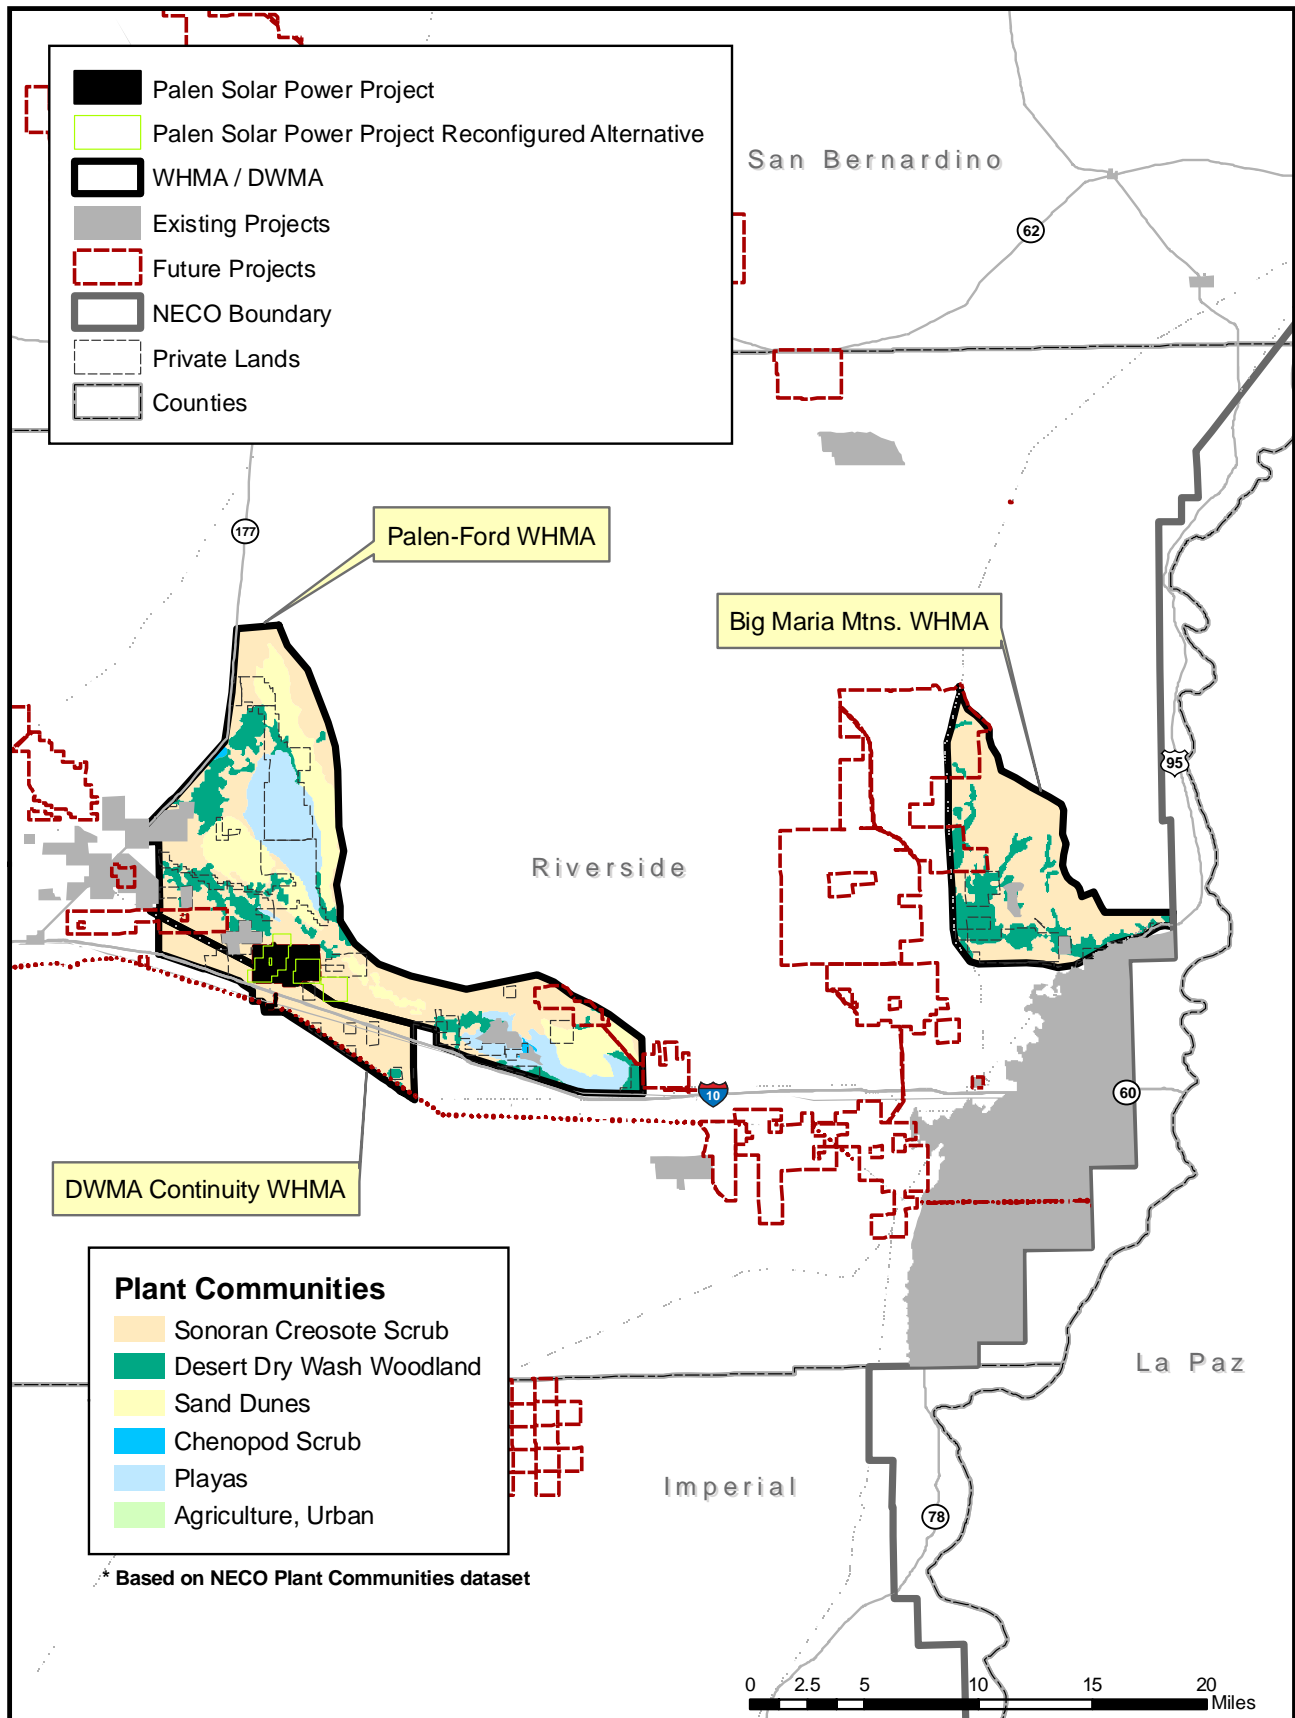 Palen Solar Power Project
Palen Solar Power Project Reconfigured Alternative
WHMA / DWMA
Existing Projects
Future Projects
NECO Boundary
Private Lands
Counties
San Bernardino
62
177
Palen-Ford WHMA
Big Maria Mtns. WHMA
95
Riverside
10
60
DWMA Continuity WHMA
Plant Communities
Sonoran Creosote Scrub
Desert Dry Wash Woodland
Sand Dunes
Chenopod Scrub
Playas
Agriculture, Urban
* Based on NECO Plant Communities dataset
La Paz
Imperial
78
0 2.5 5 10 15 20
Miles